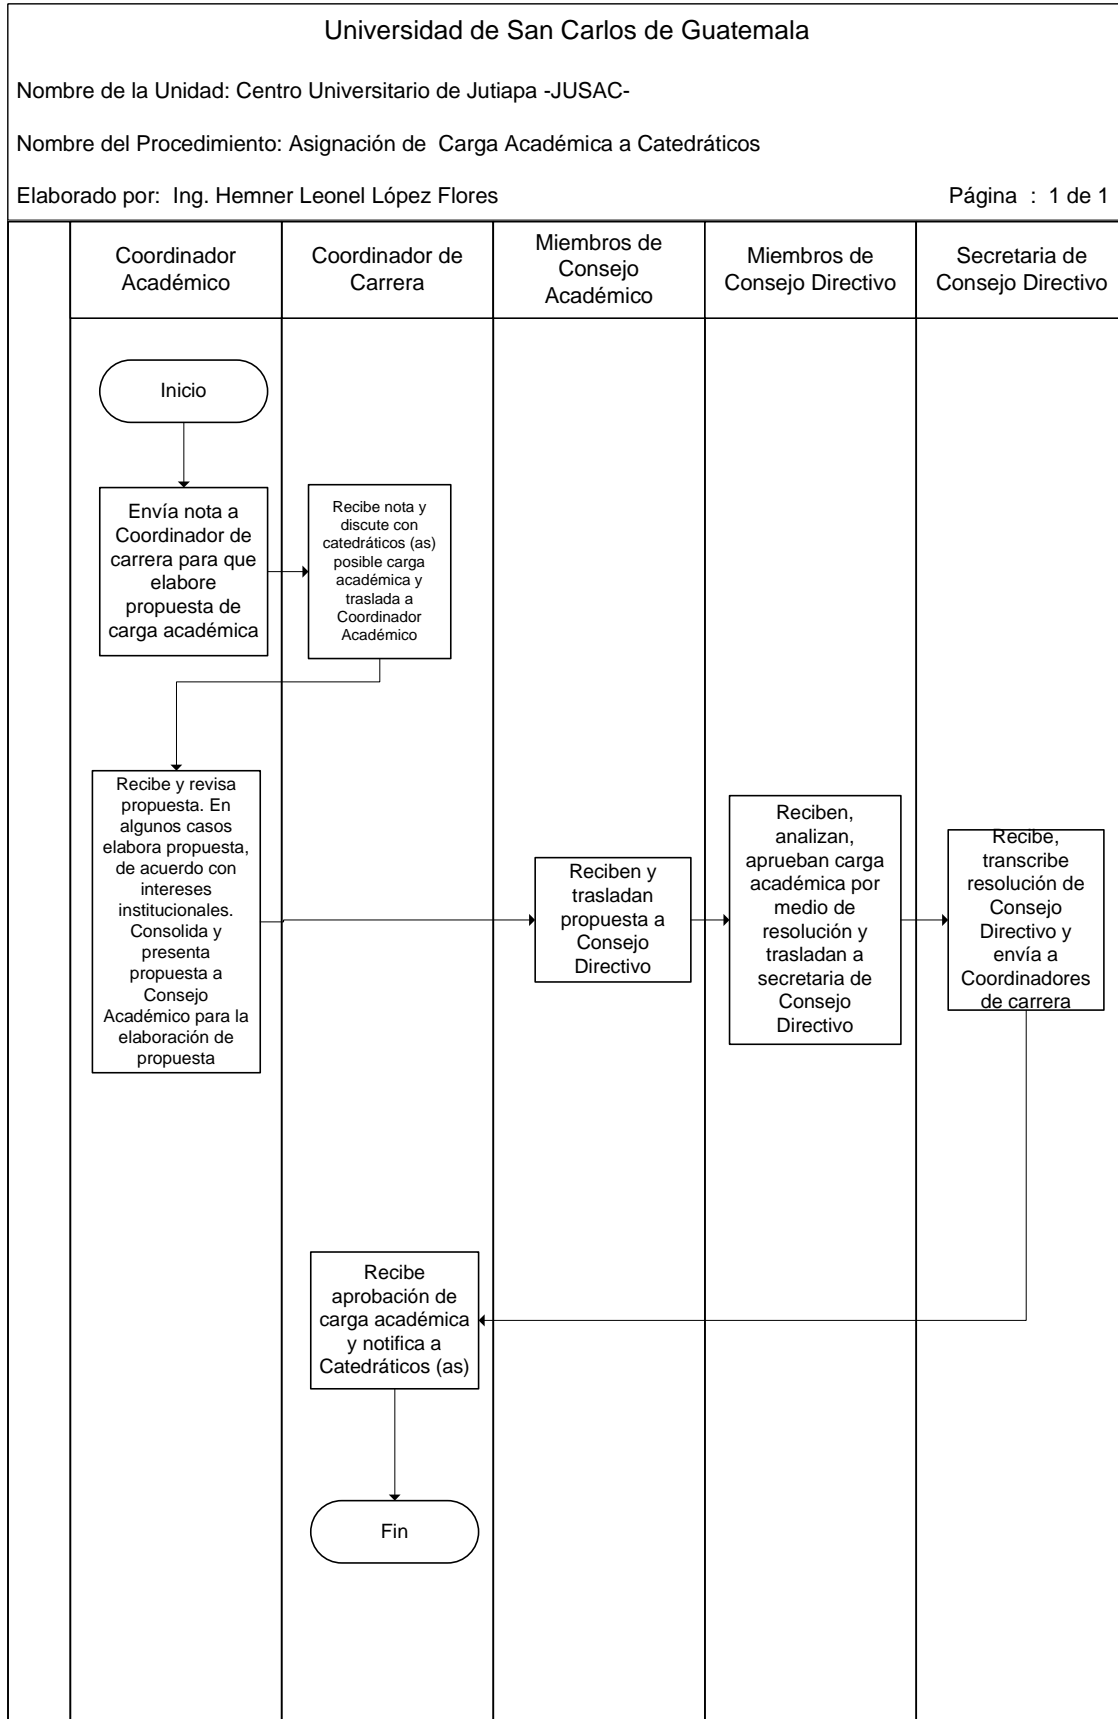 Universidad de San Carlos de Guatemala
Nombre de la Unidad: Centro Universitario de Jutiapa -JUSAC-
Nombre del Procedimiento: Asignación de Carga Académica a Catedráticos
Elaborado por: Ing. Hemner Leonel López Flores Página : 1 de 1
Coordinador
Académico
Coordinador de
Carrera
Miembros de
Consejo
Académico
Miembros de
Consejo Directivo
Secretaria de
Consejo Directivo
Inicio
Envía nota a
Coordinador de
carrera para que
elabore
propuesta de
carga académica
Recibe nota y
discute con
catedráticos (as)
posible carga
académica y
traslada a
Coordinador
Académico
Recibe y revisa
propuesta. En
algunos casos
elabora propuesta,
de acuerdo con
intereses
institucionales.
Consolida y
presenta
propuesta a
Consejo
Académico para la
elaboración de
propuesta
Reciben y
trasladan
propuesta a
Consejo
Directivo
Reciben,
analizan,
aprueban carga
académica por
medio de
resolución y
trasladan a
secretaria de
Consejo
Directivo
Recibe,
transcribe
resolución de
Consejo
Directivo y
envía a
Coordinadores
de carrera
Recibe
aprobación de
carga académica
y notifica a
Catedráticos (as)
Fin